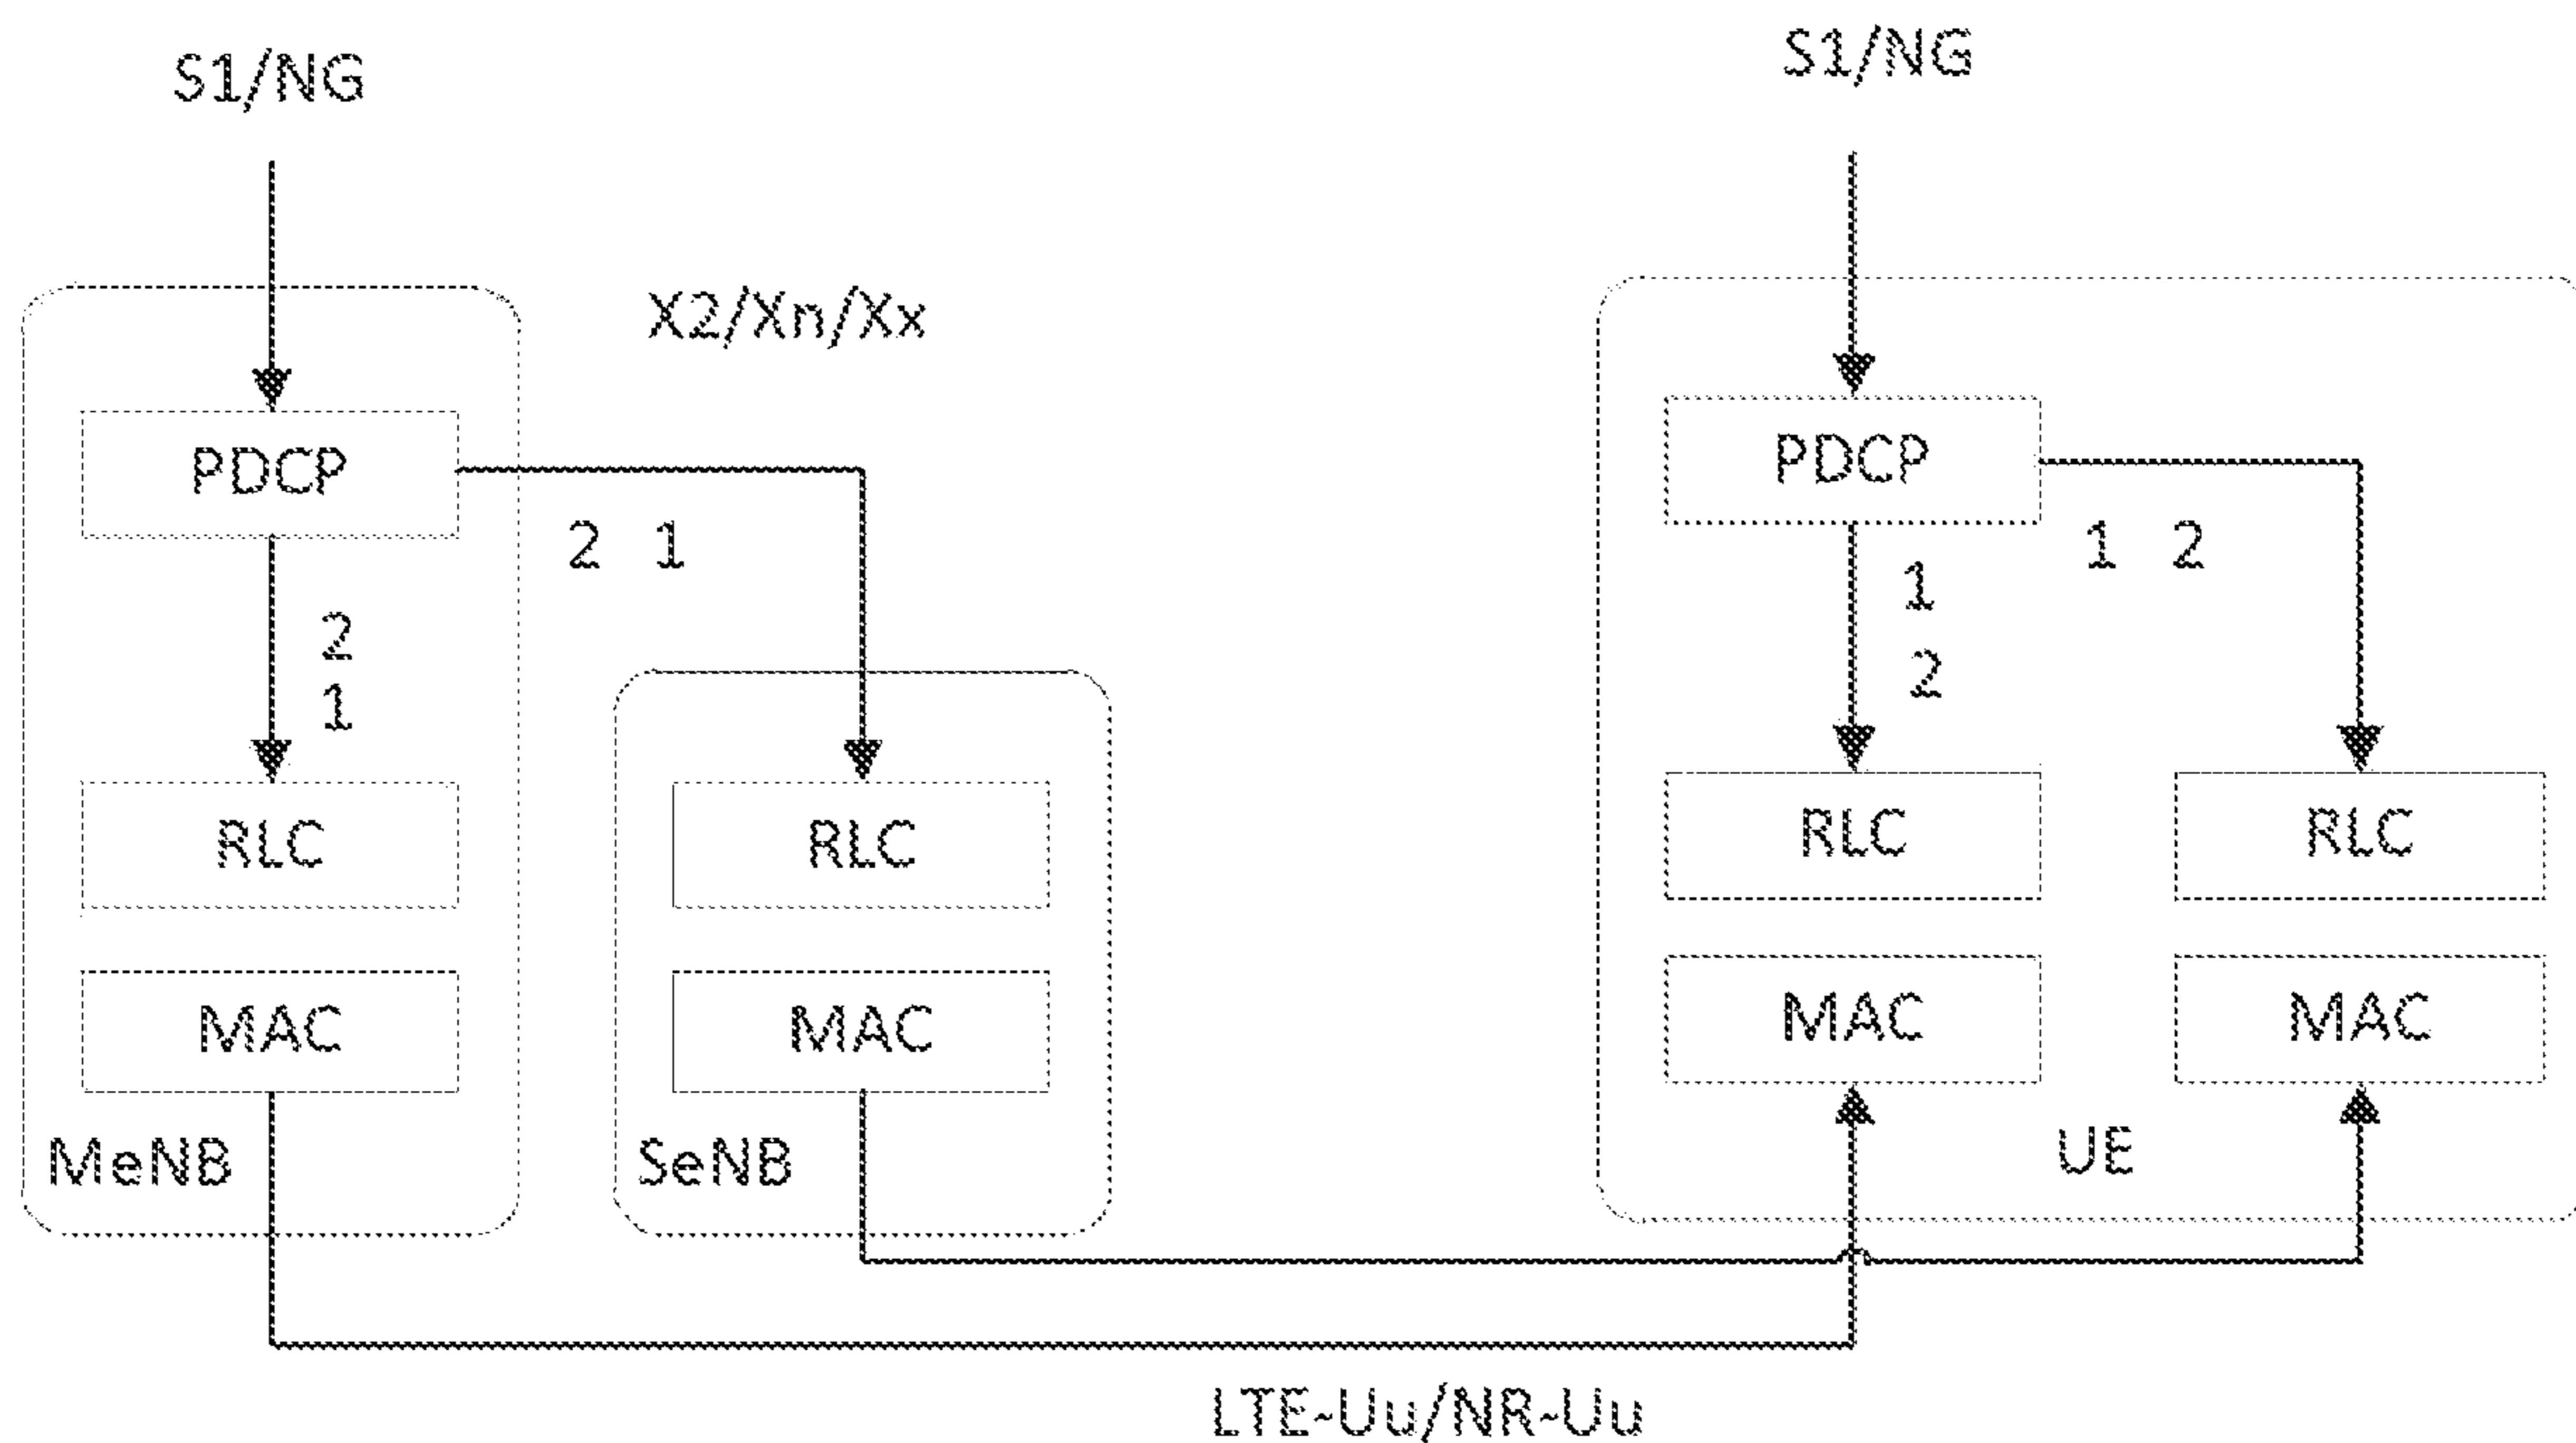 S1/NG
S1/NG
X2/Xn/Xx
PDCP
PDCP
2 1
1 2
1
2
2
1
RLC
RLC
RLC
RLC
MAC
MAC
MAC
MAC
MeNB
SeNB
UE
LTE-Uu/NR-Uu